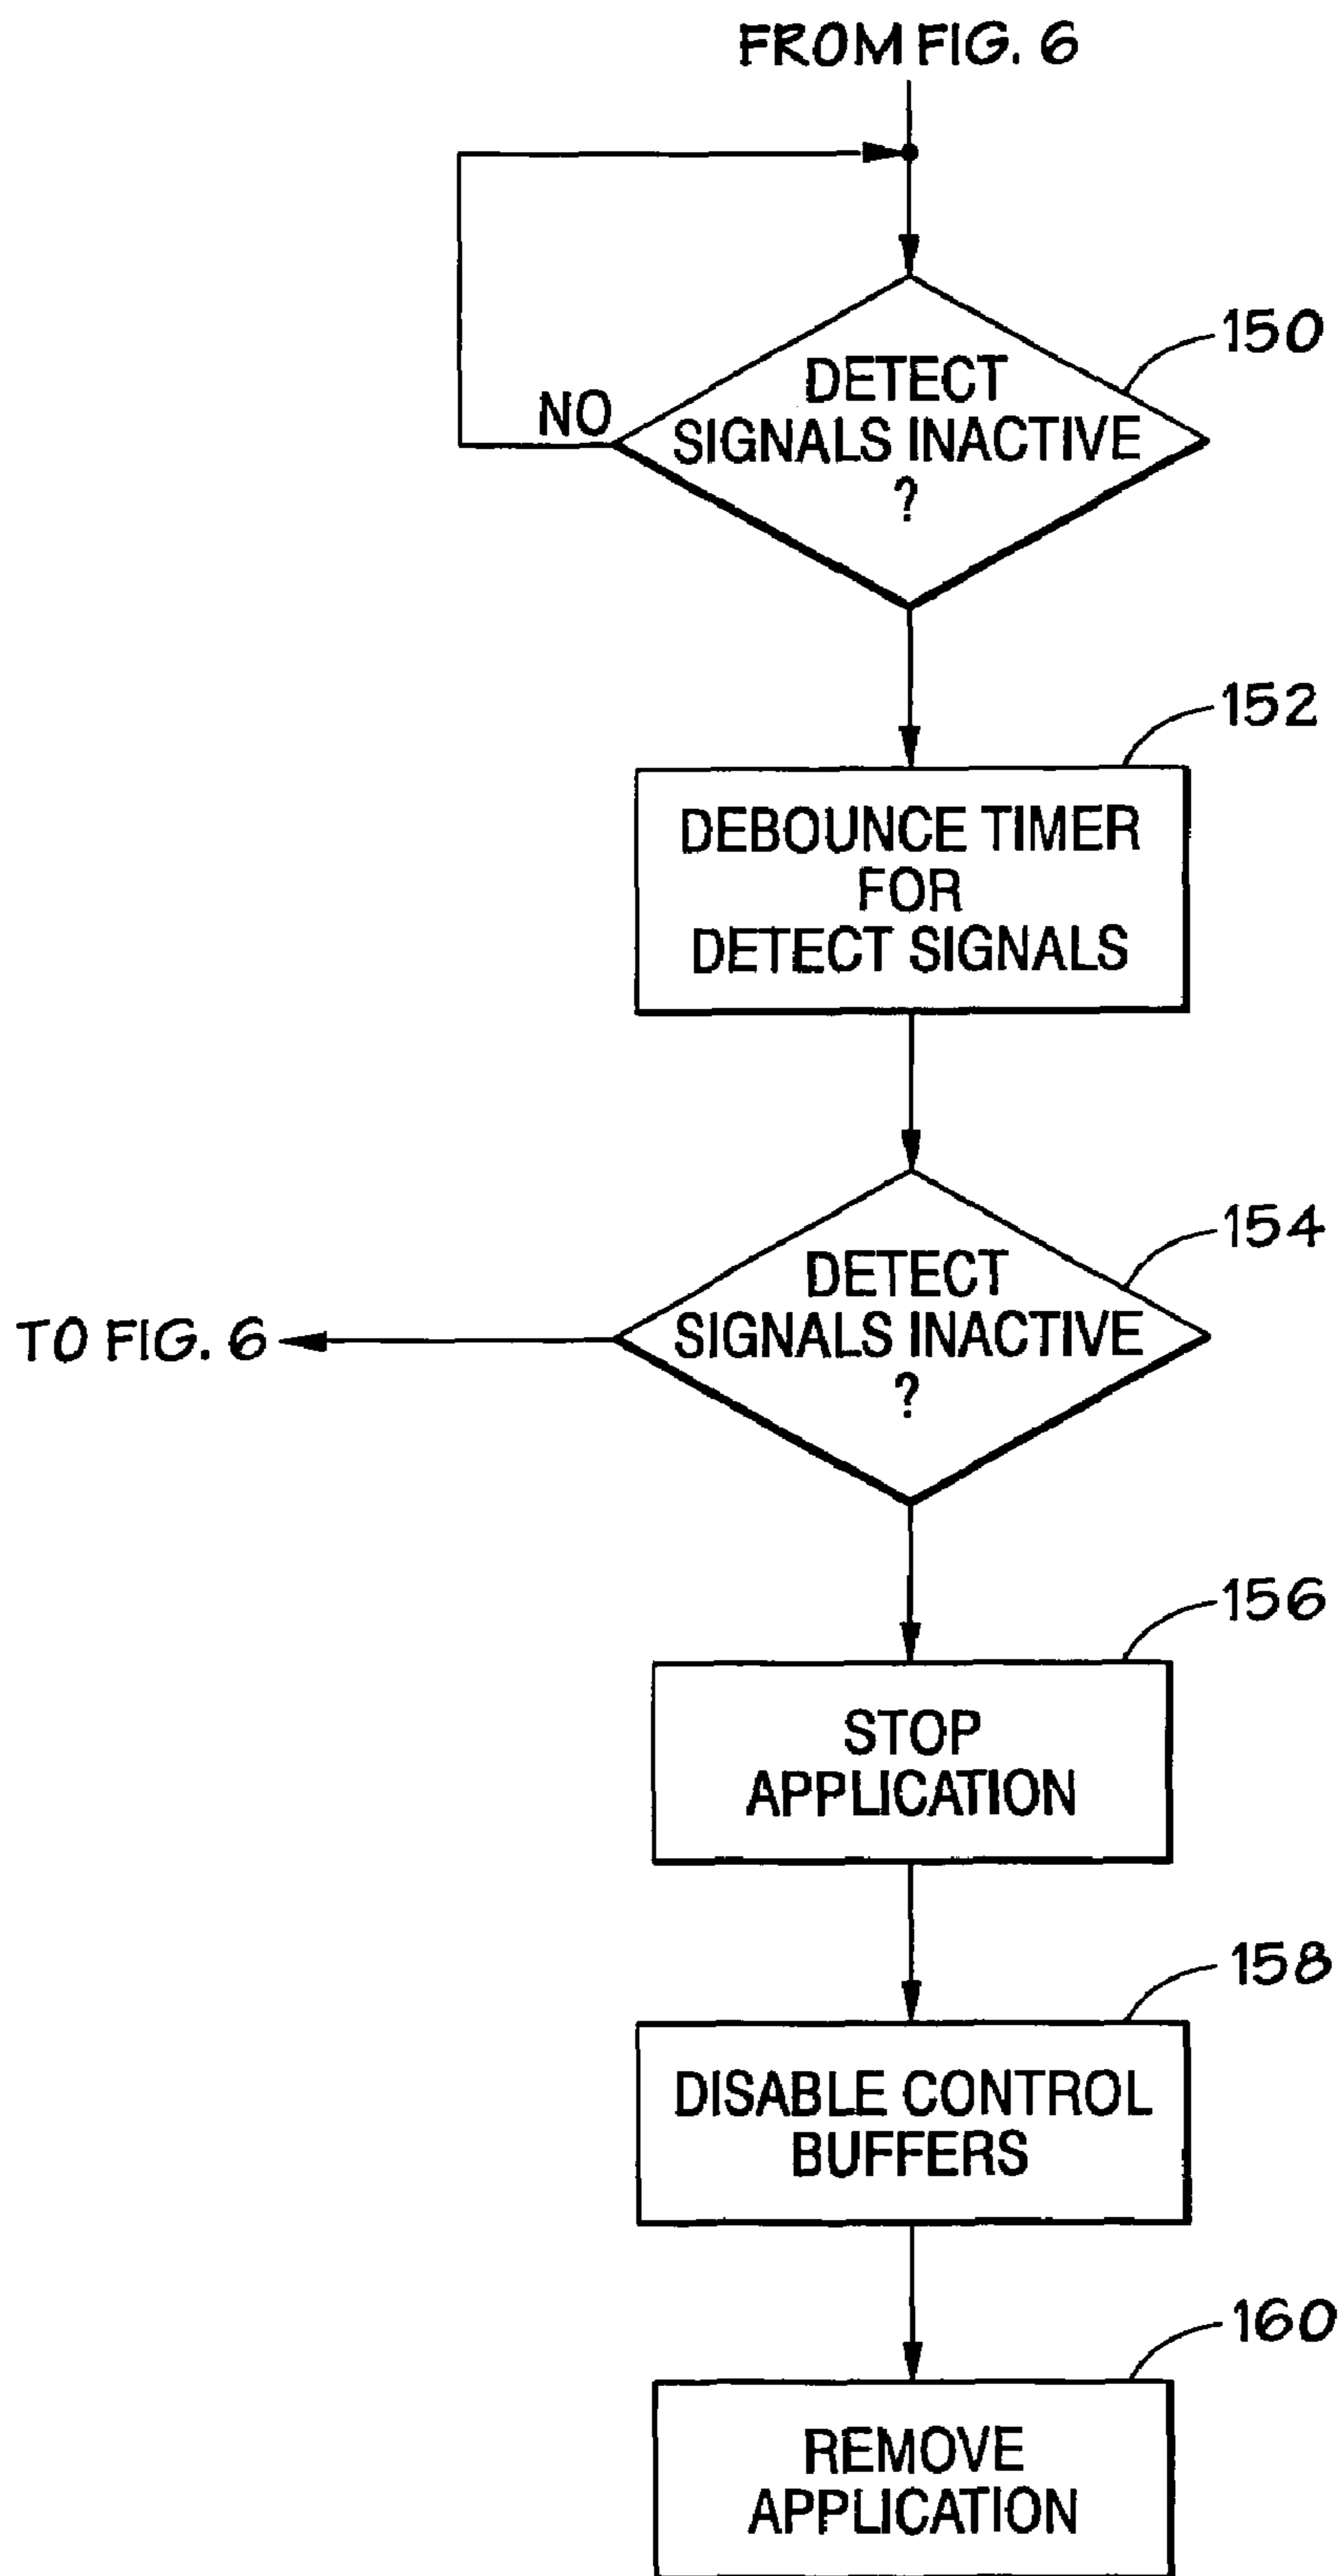 FROM FIG. 6
150
DETECT
SIGNALS INACTIVE
?
NO
152
DEBOUNCE TIMER
FOR
DETECT SIGNALS
154
DETECT
SIGNALS INACTIVE
?
TO FIG. 6
156
STOP
APPLICATION
158
DISABLE CONTROL
BUFFERS
160
REMOVE
APPLICATION